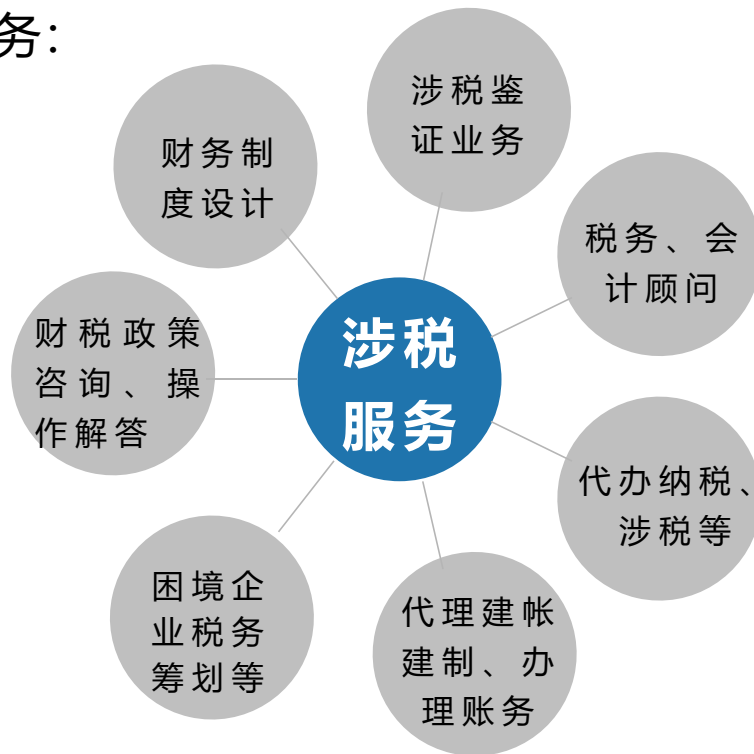 务：
涉税鉴
证业务
财务制
度设计
税务、会
计顾问
涉税
服务
财税政策
咨询、操
作解答
代办纳税、
涉税等
困境企
业税务
筹划等
代理建帐
建制、办
理账务